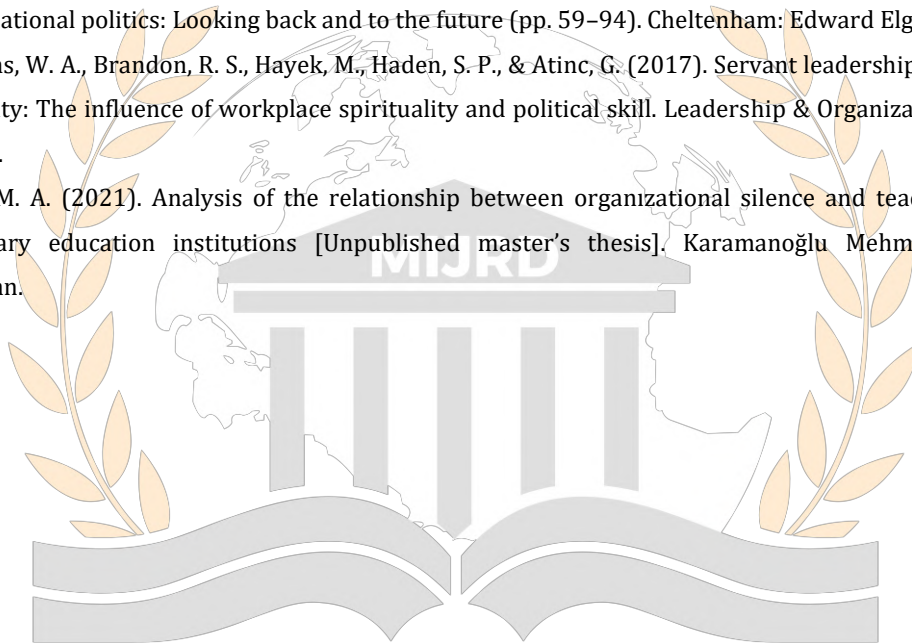 ational politics: Looking back and to the future (pp. 59–94). Cheltenham: Edward Elg
as, W. A., Brandon, R. S., Hayek, M., Haden, S. P., & Atinc, G. (2017). Servant leadership
ty: The influence of workplace spirituality and political skill. Leadership & Organiza
.
M. A. (2021). Analysis of the relationship between organizational silence and tea
ary education institutions [Unpublished master's thesis]. Karamanoğlu Mehm
an.
MIJRD